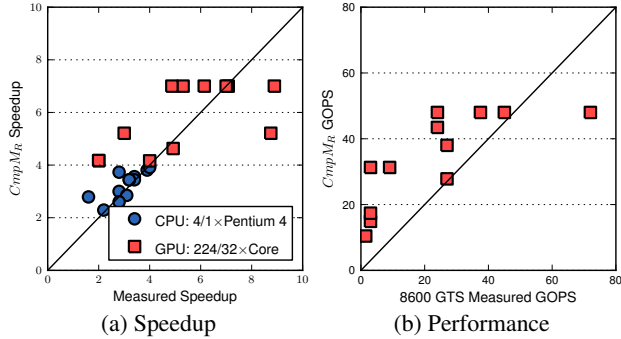 10
8
6
4
2
0
0 2 4 6 8 10
CmpM_R Speedup
Measured Speedup
CPU: 4/1×Pentium 4
GPU: 224/32×Core
(a) Speedup
80
60
40
20
0
0 20 40 60 80
CmpM_R GOPS
8600 GTS Measured GOPS
(b) Performance